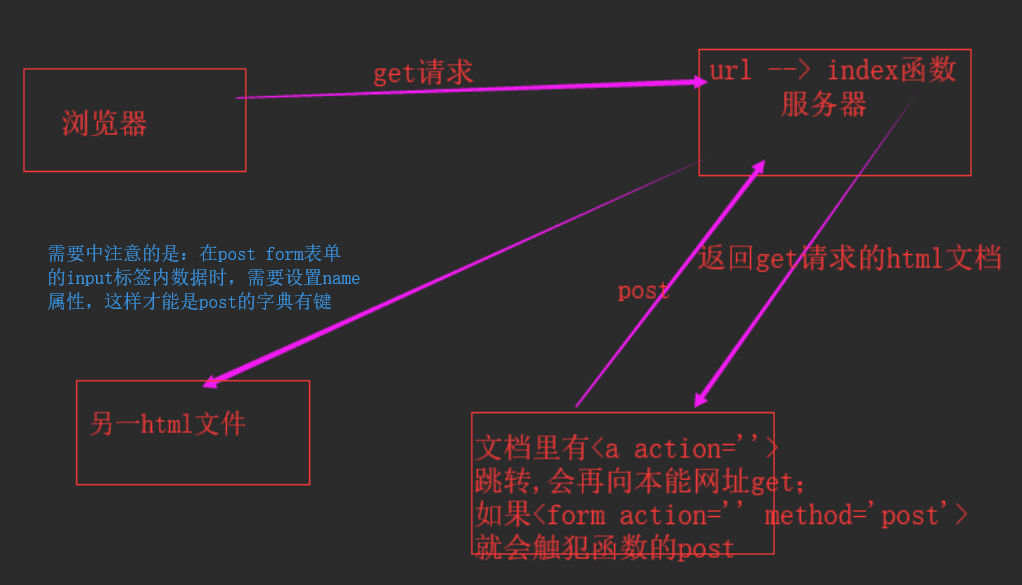 get请求
url --> index函数
服务器
浏览器
需要中注意的是：在post form表单
的input标签内数据时，需要设置name
属性，这样才能是post的字典有键
返回get请求的html文档
post
另一html文件
文档里有<a action=''>
跳转,会再向本能网址get；
如果<form action='' method='post'>
就会触犯函数的post